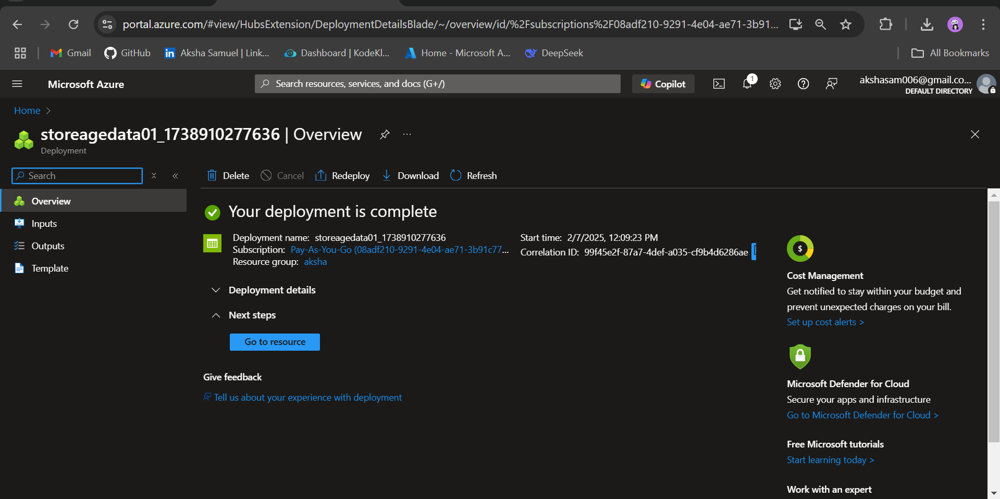 portal.azure.com/#view/HubsExtension/DeploymentDetailsBlade/~/overview/id/%2Fsubscriptions%2F08adf210-9291-4e04-ae71-3b91...
Gmail
GitHub
Aksha Samuel | Link...
Dashboard | KodeKl...
Home - Microsoft A...
DeepSeek
All Bookmarks
Microsoft Azure
Search resources, services, and docs (G+/)
Copilot
1
akshasam006@gmail.co...
DEFAULT DIRECTORY
Home
storeagedata01_1738910277636 | Overview
Deployment
Search
Delete
Cancel
Redeploy
Download
Refresh
Overview
Inputs
Outputs
Template
Your deployment is complete
Deployment name: storeagedata01_1738910277636
Subscription: Pay-As-You-Go (08adf210-9291-4e04-ae71-3b91c77...
Resource group: aksha
Start time: 2/7/2025, 12:09:23 PM
Correlation ID: 99f45e2f-87a7-4def-a035-cf9b4d6286ae
Deployment details
Next steps
Go to resource
Give feedback
Tell us about your experience with deployment
Cost Management
Get notified to stay within your budget and
prevent unexpected charges on your bill.
Set up cost alerts >
Microsoft Defender for Cloud
Secure your apps and infrastructure
Go to Microsoft Defender for Cloud >
Free Microsoft tutorials
Start learning today >
Work with an expert